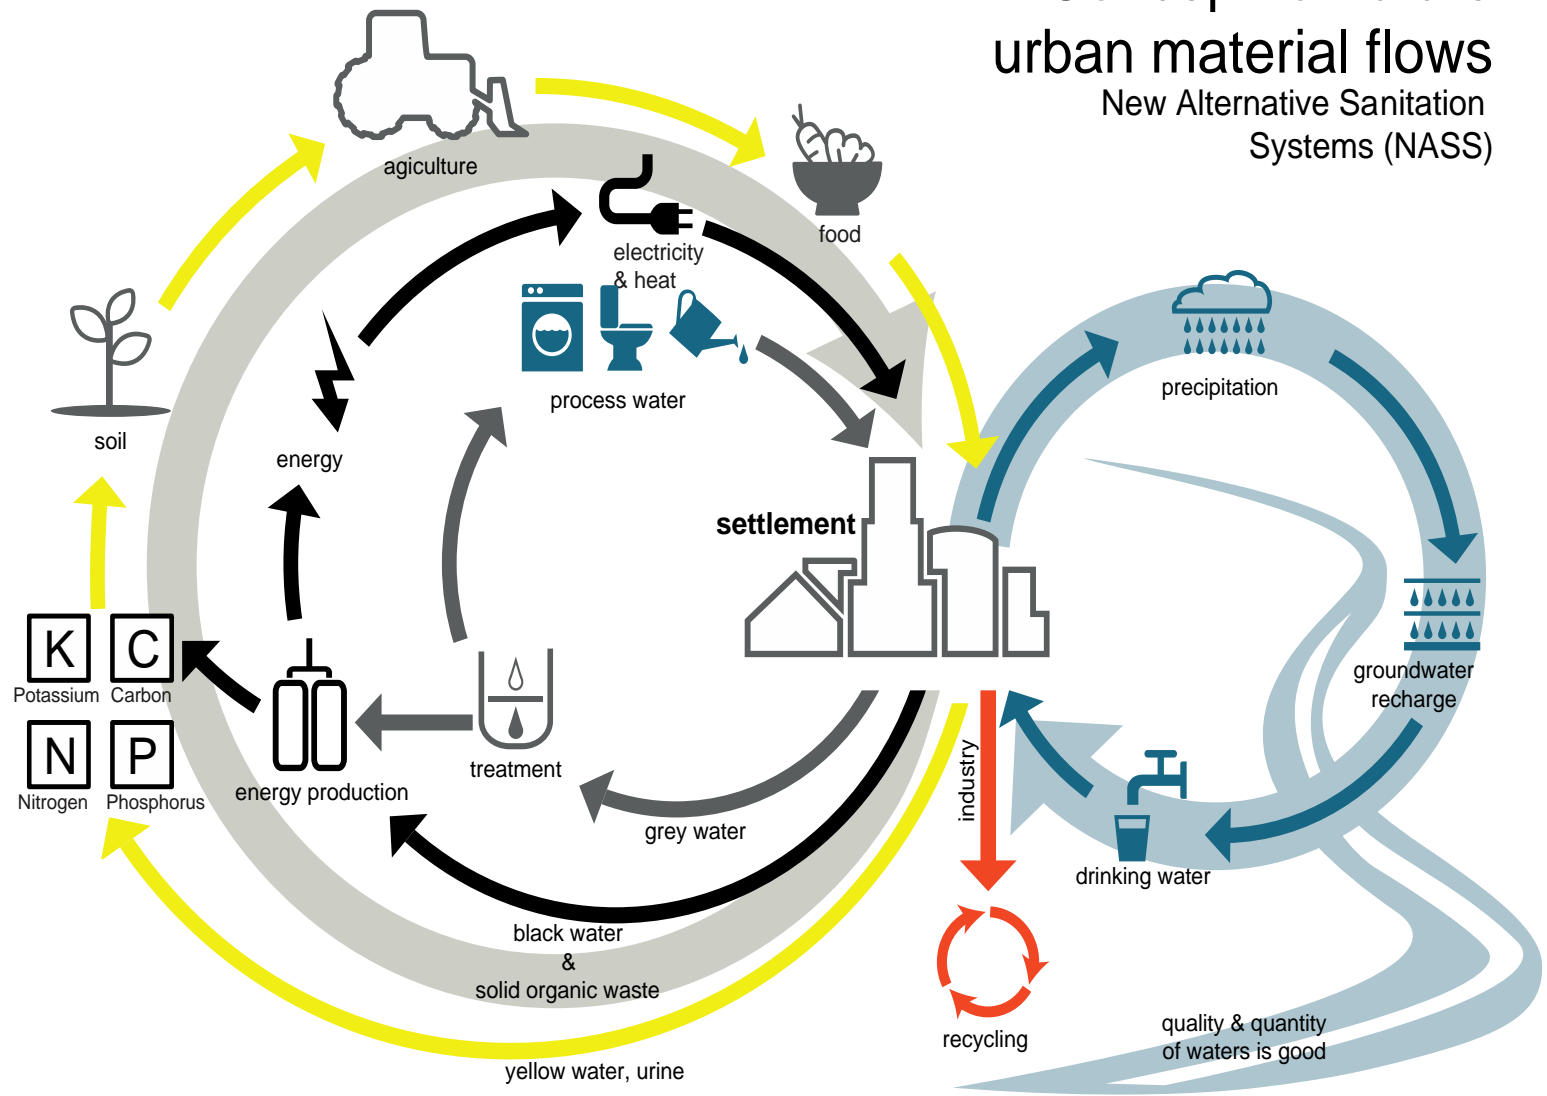 urban material flows
New Alternative Sanitation
Systems (NASS)
agiculture
food
electricity
& heat
process water
precipitation
soil
energy
settlement
K
C
Potassium
Carbon
N
P
Nitrogen
Phosphorus
energy production
treatment
grey water
groundwater
recharge
industry
drinking water
black water
&
solid organic waste
yellow water, urine
recycling
quality & quantity
of waters is good